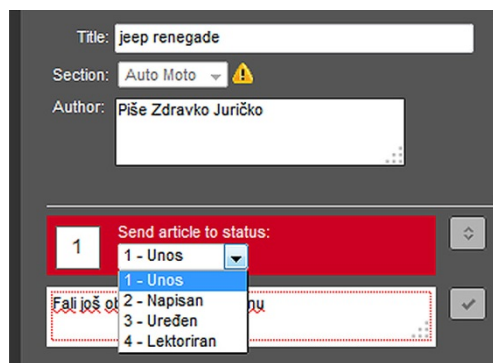 Title: jeep renegade
Section: Auto Moto
Author: Piše Zdravko Juričko
1
Send article to status:
1 - Unos
1 - Unos
2 - Napisan
3 - Uređen
4 - Lektoriran
Fali još